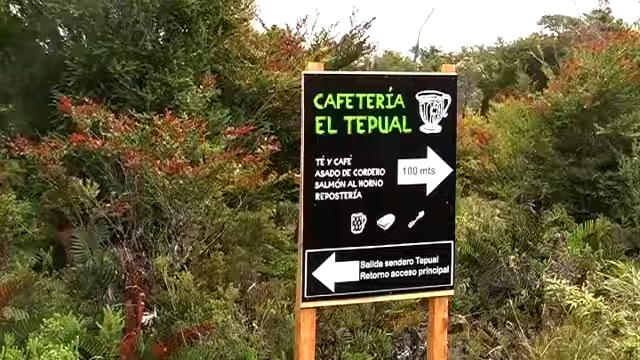 CAFETERÍA
EL TEPUAL
TÉ Y CAFÉ
ASADO DE CORDERO
SALMÓN AL HORNO
REPOSTERÍA
100 mts.
Salida sendero Tepual
Retorno acceso principal